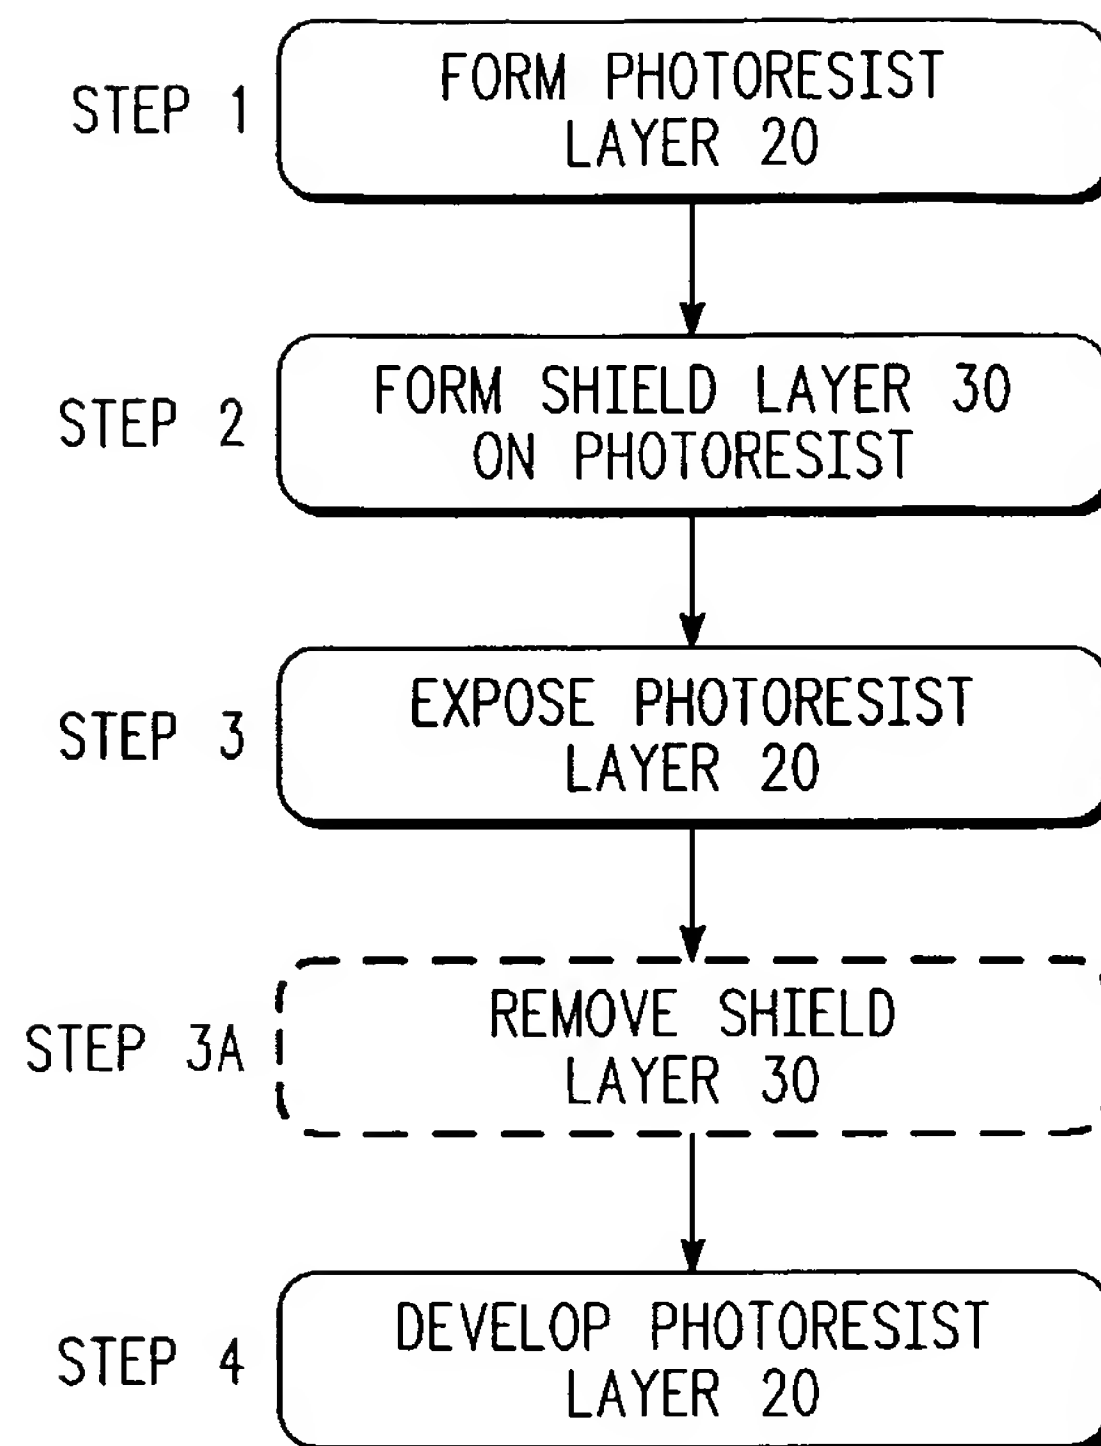 STEP 1
FORM PHOTORESIST
LAYER 20
STEP 2
FORM SHIELD LAYER 30
ON PHOTORESIST
STEP 3
EXPOSE PHOTORESIST
LAYER 20
STEP 3A
REMOVE SHIELD
LAYER 30
STEP 4
DEVELOP PHOTORESIST
LAYER 20